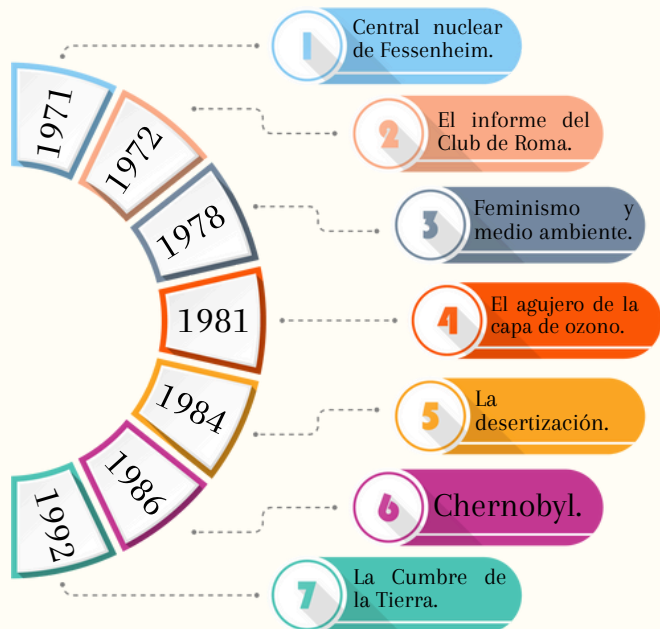 1971
1
Central nuclear
de Fessenheim.
1972
2
El informe del
Club de Roma.
1978
3
Feminismo y
medio ambiente.
1981
4
El agujero de la
capa de ozono.
1984
5
La
desertización.
1986
6
Chernobyl.
1992
7
La Cumbre de
la Tierra.